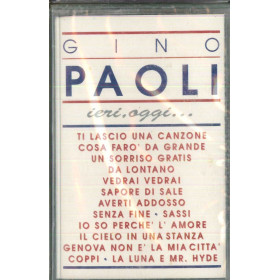 GINO
PAOLI
ieri, oggi...
TI LASCIO UNA CANZONE
COSA FARO' DA GRANDE
UN SORRISO GRATIS
DA LONTANO
VEDRAI VEDRAI
SAPORE DI SALE
AVERTI ADDOSSO
SENZA FINE • SASSI
IO SO PERCHE' L' AMORE
IL CIELO IN UNA STANZA
GENOVA NON E' LA MIA CITTA'
COPPI • LA LUNA E MR. HYDE